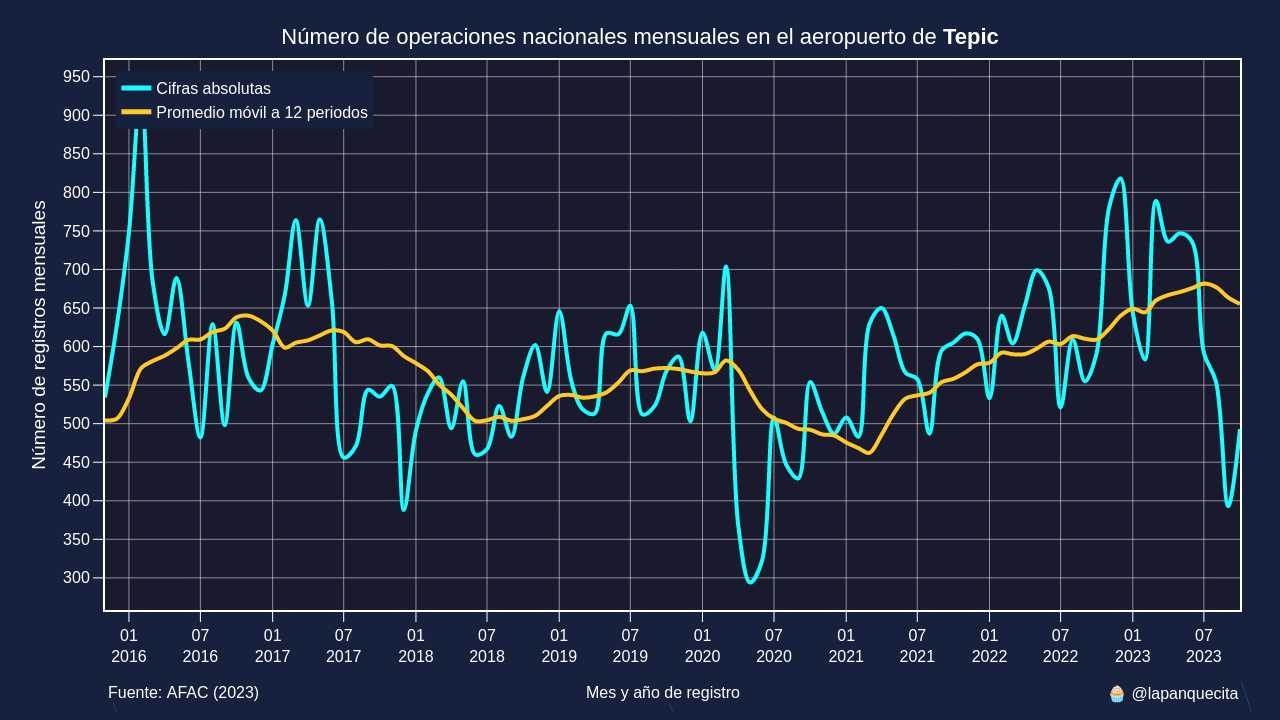 Número de operaciones nacionales mensuales en el aeropuerto de Tepic
Cifras absolutas
Promedio móvil a 12 periodos
Número de registros mensuales
950
900
850
800
750
700
650
600
550
500
450
400
350
300
01 07 01 07 01 07 01 07 01 07 01 07 01 07 01 07
2016 2016 2017 2017 2018 2018 2019 2019 2020 2020 2021 2021 2022 2022 2023 2023
Fuente: AFAC (2023) Mes y año de registro 🧁 @lapanquecita